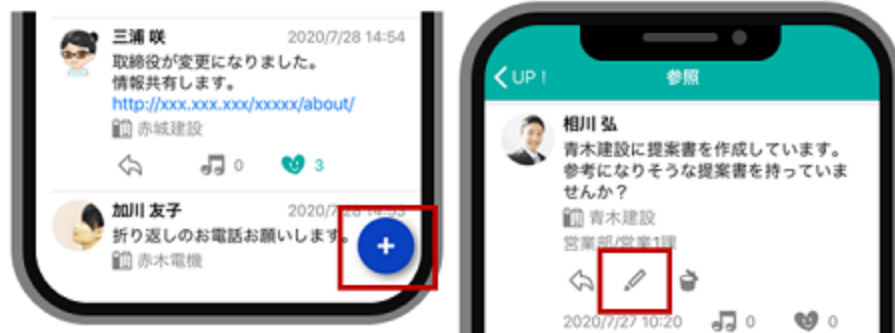 三浦 咲 2020/7/28 14:54
取締役が変更になりました。
情報共有します。
http://xxx.xxx.xxx/xxxxx/about/
赤城建設
0 3
加川 友子 2020/7/28 14:53
折り返しのお電話お願いします。
赤木電機
UP！ 参照
相川 弘
青木建設に提案書を作成しています。
参考になりそうな提案書を持っていま
せんか？
青木建設
営業部/営業1課
2020/7/27 10:20 0 0